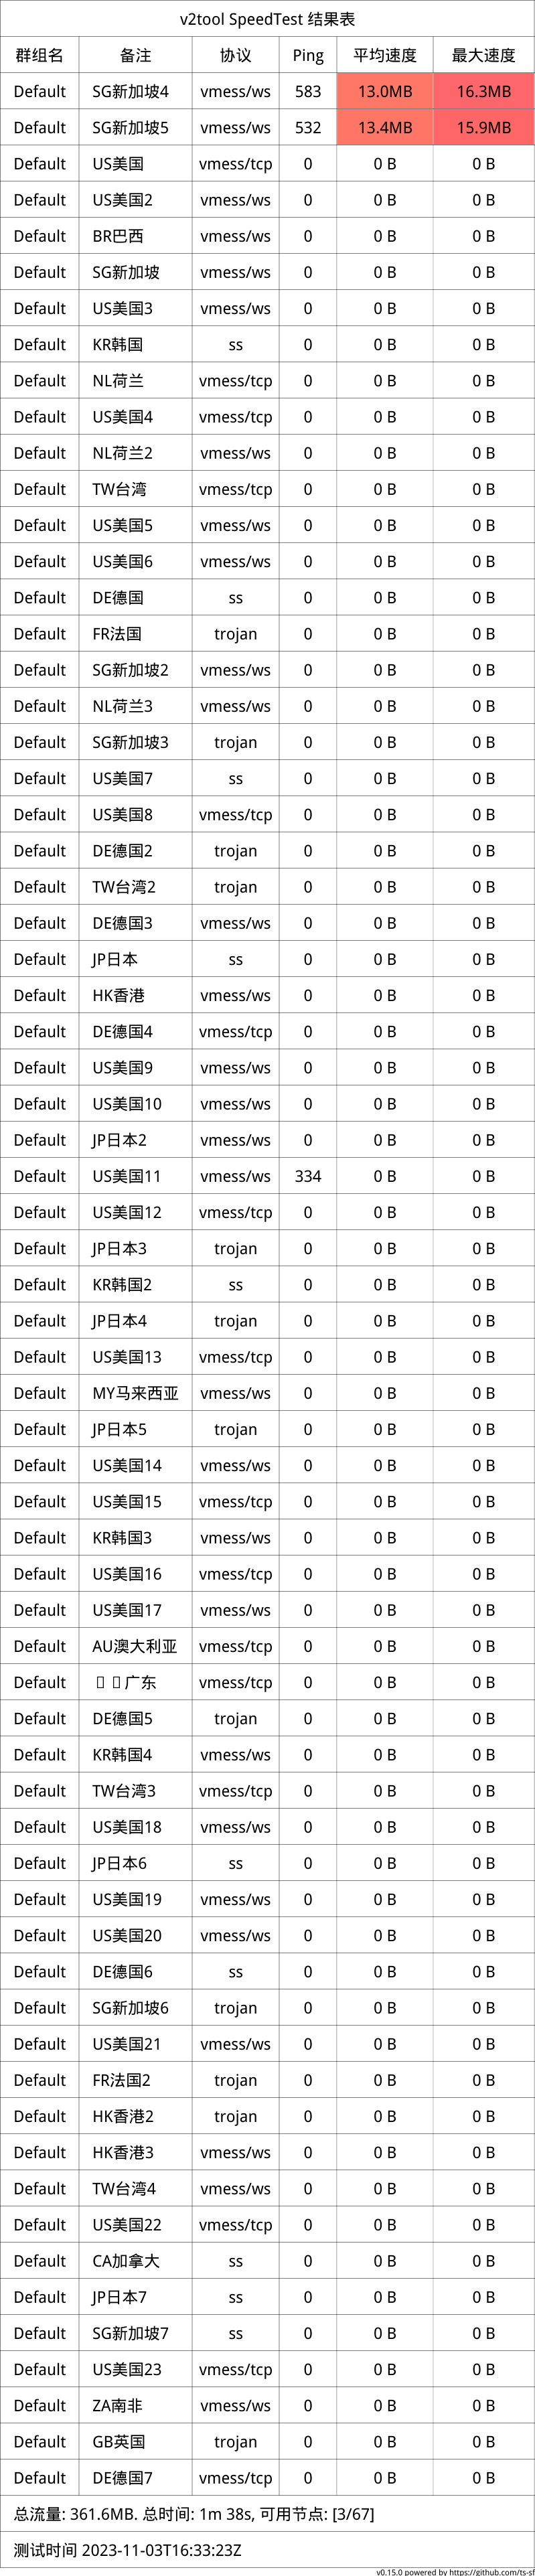 v2tool SpeedTest 结果表
群组名 备注 协议 Ping 平均速度 最大速度
Default SG新加坡4 vmess/ws 583 13.0MB 16.3MB
Default SG新加坡5 vmess/ws 532 13.4MB 15.9MB
Default US美国 vmess/tcp 0 0 B 0 B
Default US美国2 vmess/ws 0 0 B 0 B
Default BR巴西 vmess/ws 0 0 B 0 B
Default SG新加坡 vmess/ws 0 0 B 0 B
Default US美国3 vmess/ws 0 0 B 0 B
Default KR韩国 ss 0 0 B 0 B
Default NL荷兰 vmess/tcp 0 0 B 0 B
Default US美国4 vmess/tcp 0 0 B 0 B
Default NL荷兰2 vmess/ws 0 0 B 0 B
Default TW台湾 vmess/tcp 0 0 B 0 B
Default US美国5 vmess/ws 0 0 B 0 B
Default US美国6 vmess/ws 0 0 B 0 B
Default DE德国 ss 0 0 B 0 B
Default FR法国 trojan 0 0 B 0 B
Default SG新加坡2 vmess/ws 0 0 B 0 B
Default NL荷兰3 vmess/ws 0 0 B 0 B
Default SG新加坡3 trojan 0 0 B 0 B
Default US美国7 ss 0 0 B 0 B
Default US美国8 vmess/tcp 0 0 B 0 B
Default DE德国2 trojan 0 0 B 0 B
Default TW台湾2 trojan 0 0 B 0 B
Default DE德国3 vmess/ws 0 0 B 0 B
Default JP日本 ss 0 0 B 0 B
Default HK香港 vmess/ws 0 0 B 0 B
Default DE德国4 vmess/tcp 0 0 B 0 B
Default US美国9 vmess/ws 0 0 B 0 B
Default US美国10 vmess/ws 0 0 B 0 B
Default JP日本2 vmess/ws 0 0 B 0 B
Default US美国11 vmess/ws 334 0 B 0 B
Default US美国12 vmess/tcp 0 0 B 0 B
Default JP日本3 trojan 0 0 B 0 B
Default KR韩国2 ss 0 0 B 0 B
Default JP日本4 trojan 0 0 B 0 B
Default US美国13 vmess/tcp 0 0 B 0 B
Default MY马来西亚 vmess/ws 0 0 B 0 B
Default JP日本5 trojan 0 0 B 0 B
Default US美国14 vmess/ws 0 0 B 0 B
Default US美国15 vmess/tcp 0 0 B 0 B
Default KR韩国3 vmess/ws 0 0 B 0 B
Default US美国16 vmess/tcp 0 0 B 0 B
Default US美国17 vmess/ws 0 0 B 0 B
Default AU澳大利亚 vmess/tcp 0 0 B 0 B
Default 广东 vmess/tcp 0 0 B 0 B
Default DE德国5 trojan 0 0 B 0 B
Default KR韩国4 vmess/ws 0 0 B 0 B
Default TW台湾3 vmess/tcp 0 0 B 0 B
Default US美国18 vmess/ws 0 0 B 0 B
Default JP日本6 ss 0 0 B 0 B
Default US美国19 vmess/ws 0 0 B 0 B
Default US美国20 vmess/ws 0 0 B 0 B
Default DE德国6 ss 0 0 B 0 B
Default SG新加坡6 trojan 0 0 B 0 B
Default US美国21 vmess/ws 0 0 B 0 B
Default FR法国2 trojan 0 0 B 0 B
Default HK香港2 trojan 0 0 B 0 B
Default HK香港3 vmess/ws 0 0 B 0 B
Default TW台湾4 vmess/ws 0 0 B 0 B
Default US美国22 vmess/tcp 0 0 B 0 B
Default CA加拿大 ss 0 0 B 0 B
Default JP日本7 ss 0 0 B 0 B
Default SG新加坡7 ss 0 0 B 0 B
Default US美国23 vmess/tcp 0 0 B 0 B
Default ZA南非 vmess/ws 0 0 B 0 B
Default GB英国 trojan 0 0 B 0 B
Default DE德国7 vmess/tcp 0 0 B 0 B
总流量: 361.6MB. 总时间: 1m 38s, 可用节点: [3/67]
测试时间 2023-11-03T16:33:23Z
v0.15.0 powered by https://github.com/ts-sf